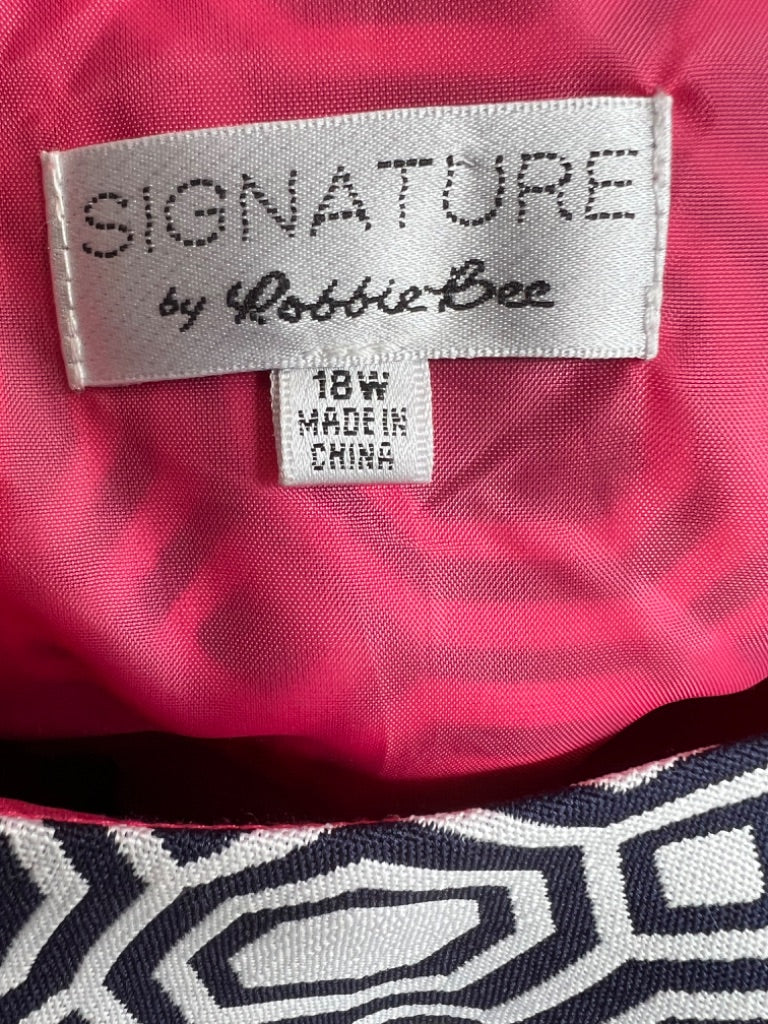 SIGNATURE
by Robbie Bee
18W
MADE IN
CHINA